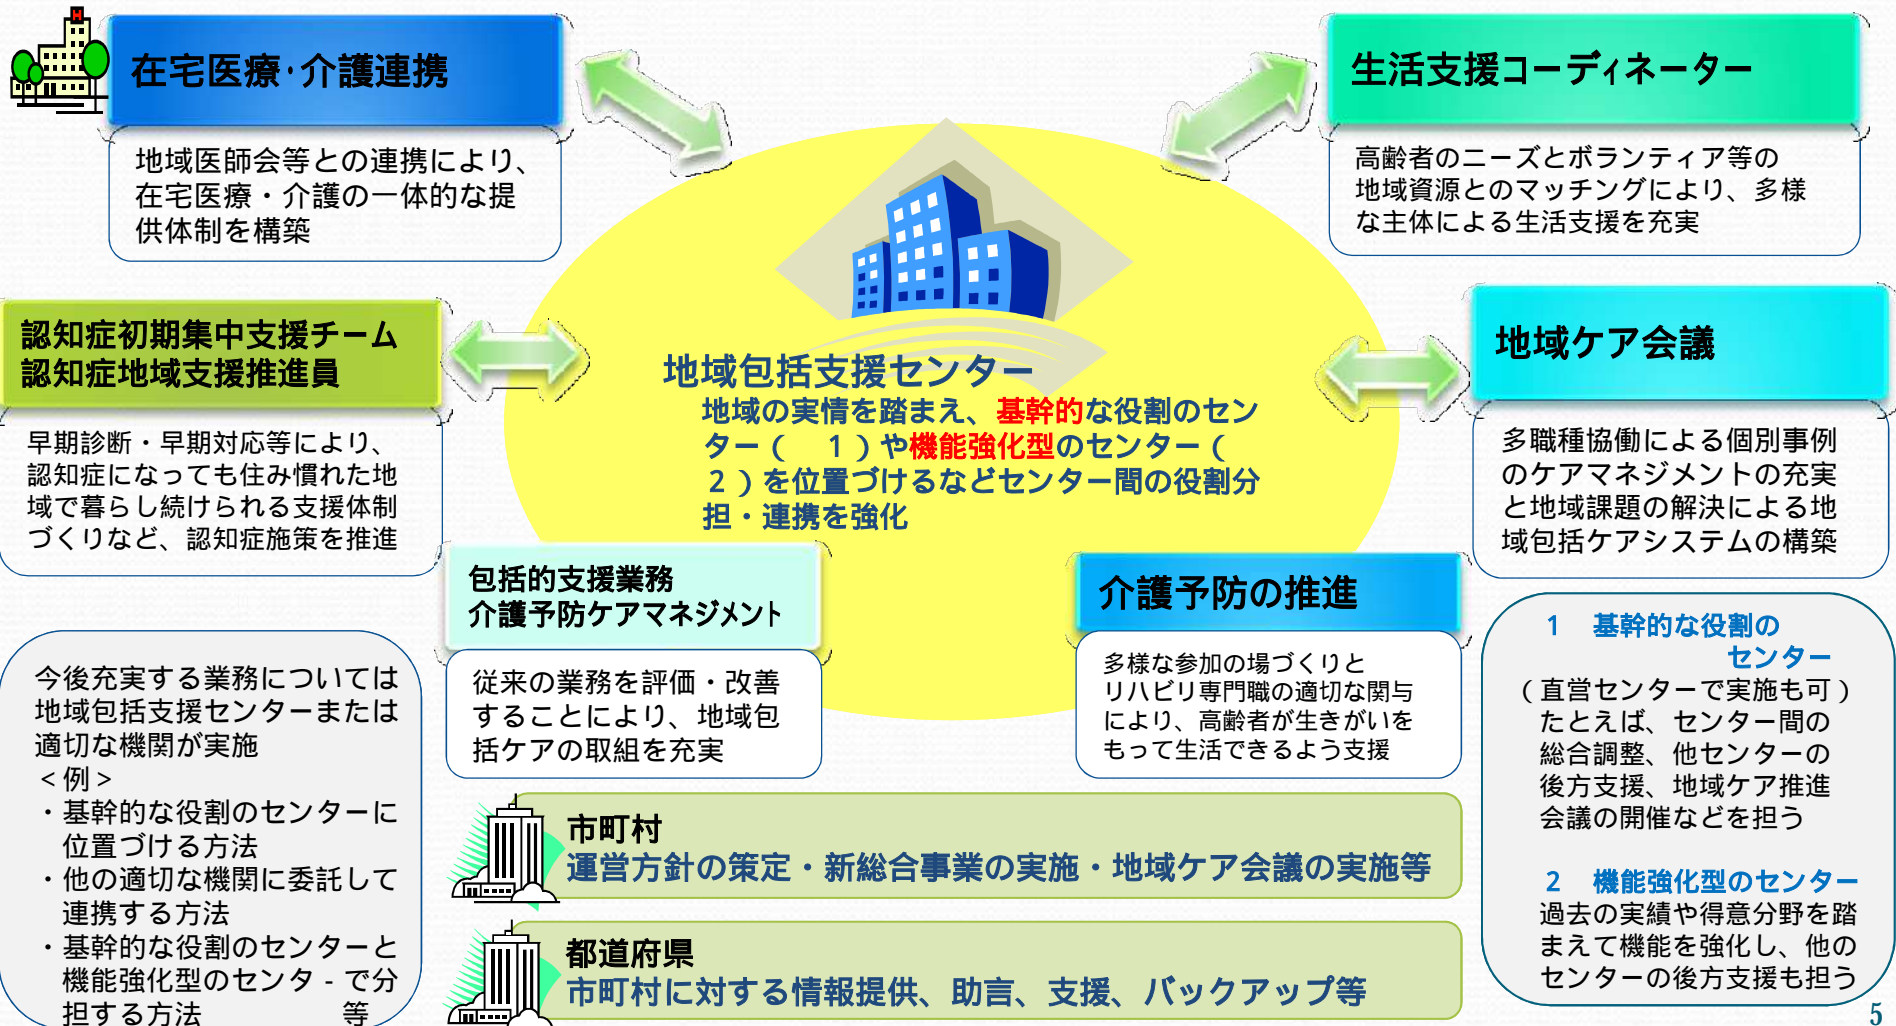 在宅医療・介護連携
地域医師会等との連携により、
在宅医療・介護の一体的な提
供体制を構築
生活支援コーディネーター
高齢者のニーズとボランティア等の
地域資源とのマッチングにより、多様
な主体による生活支援を充実
認知症初期集中支援チーム
認知症地域支援推進員
早期診断・早期対応等により、
認知症になっても住み慣れた地
域で暮らし続けられる支援体制
づくりなど、認知症施策を推進
地域包括支援センター
地域の実情を踏まえ、基幹的な役割のセン
ター（　１）や機能強化型のセンター（
２）を位置づけるなどセンター間の役割分
担・連携を強化
地域ケア会議
多職種協働による個別事例
のケアマネジメントの充実
と地域課題の解決による地
域包括ケアシステムの構築
包括的支援業務
介護予防ケアマネジメント
従来の業務を評価・改善
することにより、地域包
括ケアの取組を充実
介護予防の推進
多様な参加の場づくりと
リハビリ専門職の適切な関与
により、高齢者が生きがいを
もって生活できるよう支援
今後充実する業務については
地域包括支援センターまたは
適切な機関が実施
＜例＞
・基幹的な役割のセンターに
位置づける方法
・他の適切な機関に委託して
連携する方法
・基幹的な役割のセンターと
機能強化型のセンタ‐で分
担する方法　　　　等
１　基幹的な役割の
センター
（直営センターで実施も可）
たとえば、センター間の
総合調整、他センターの
後方支援、地域ケア推進
会議の開催などを担う
２　機能強化型のセンター
過去の実績や得意分野を踏
まえて機能を強化し、他の
センターの後方支援も担う
市町村
運営方針の策定・新総合事業の実施・地域ケア会議の実施等
都道府県
市町村に対する情報提供、助言、支援、バックアップ等
5
H